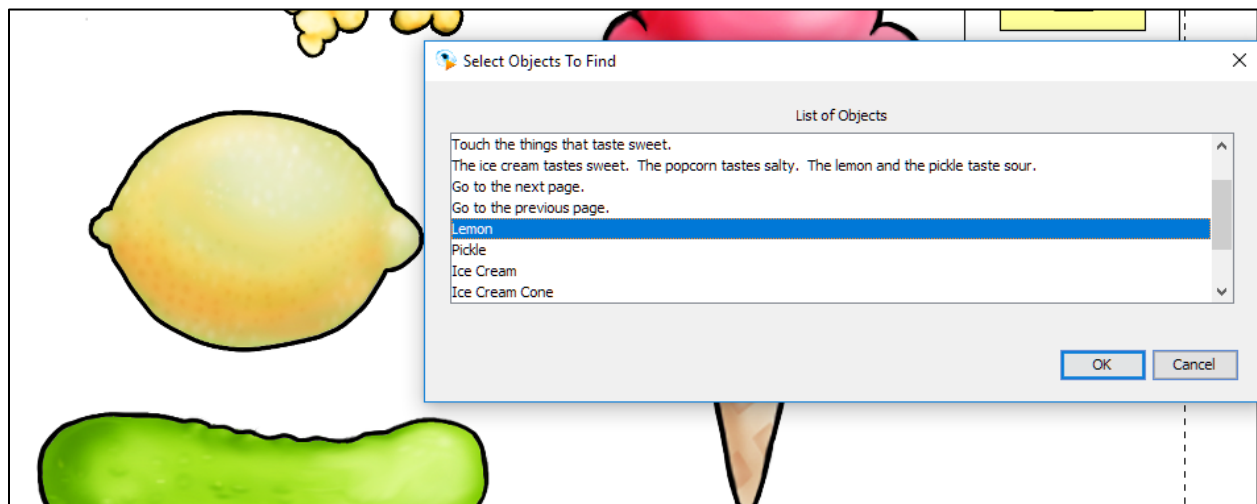 Select Objects To Find
List of Objects
Touch the things that taste sweet.
The ice cream tastes sweet.  The popcorn tastes salty.  The lemon and the pickle taste sour.
Go to the next page.
Go to the previous page.
Lemon
Pickle
Ice Cream
Ice Cream Cone
OK
Cancel